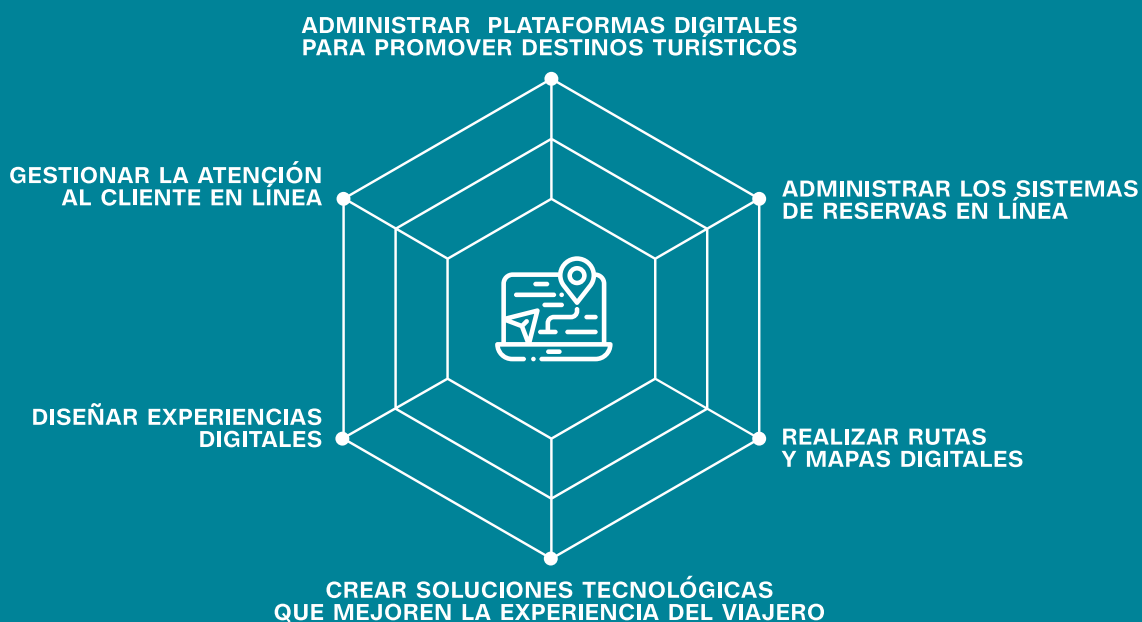 ADMINISTRAR PLATAFORMAS DIGITALES
PARA PROMOVER DESTINOS TURÍSTICOS
GESTIONAR LA ATENCIÓN
AL CLIENTE EN LÍNEA
ADMINISTRAR LOS SISTEMAS
DE RESERVAS EN LÍNEA
DISEÑAR EXPERIENCIAS
DIGITALES
REALIZAR RUTAS
Y MAPAS DIGITALES
CREAR SOLUCIONES TECNOLÓGICAS
QUE MEJOREN LA EXPERIENCIA DEL VIAJERO